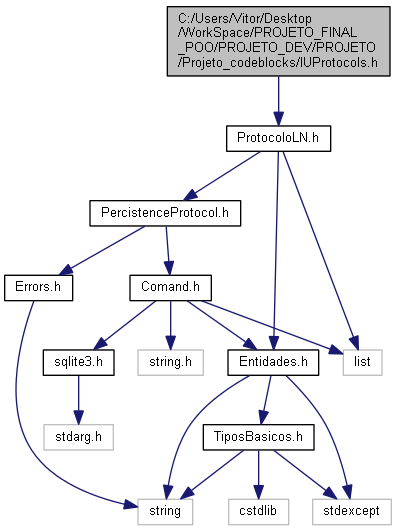 C:/Users/Vitor/Desktop
/WorkSpace/PROJETO_FINAL
_POO/PROJETO_DEV/PROJETO
/Projeto_codeblocks/IUProtocols.h
ProtocoloLN.h
PercistenceProtocol.h
Errors.h
Comand.h
sqlite3.h
string.h
Entidades.h
list
stdarg.h
TiposBasicos.h
string
cstdlib
stdexcept